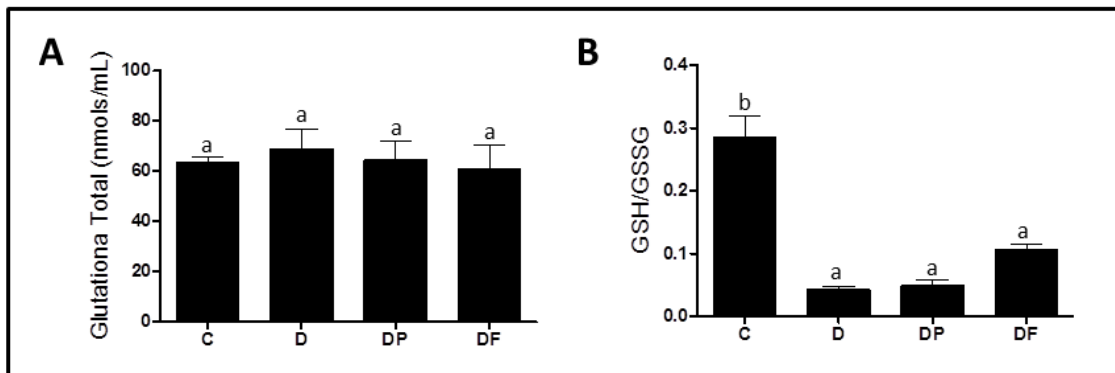 A
Glutationa Total (nmols/mL)
100
80
60
40
20
0
a
a
a
a
C
D
DP
DF
B
GSH/GSSG
0.4
0.3
0.2
0.1
0.0
b
a
a
a
C
D
DP
DF